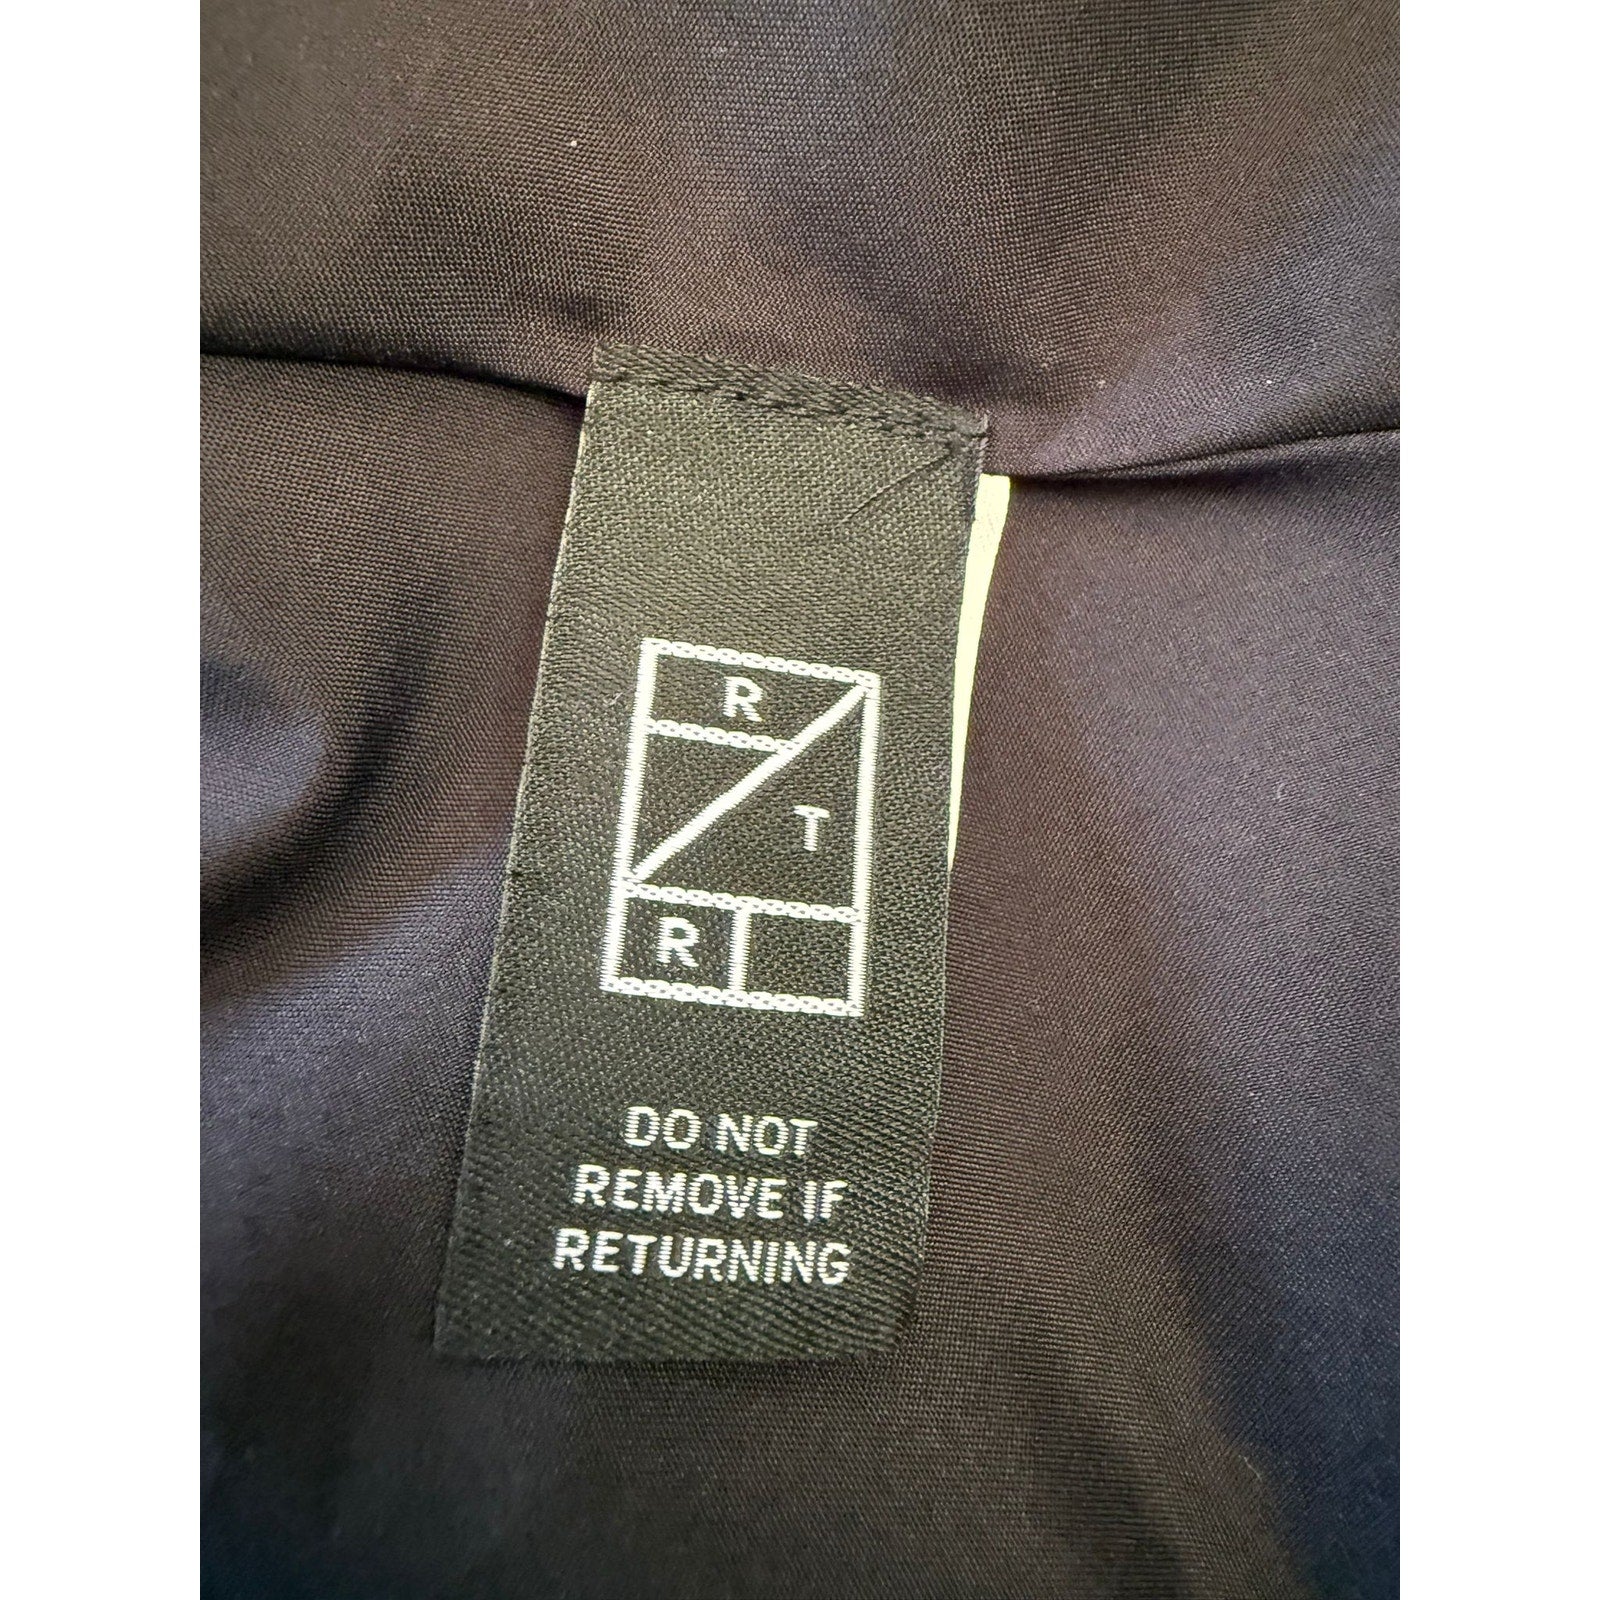 R
T
R
DO NOT
REMOVE IF
RETURNING